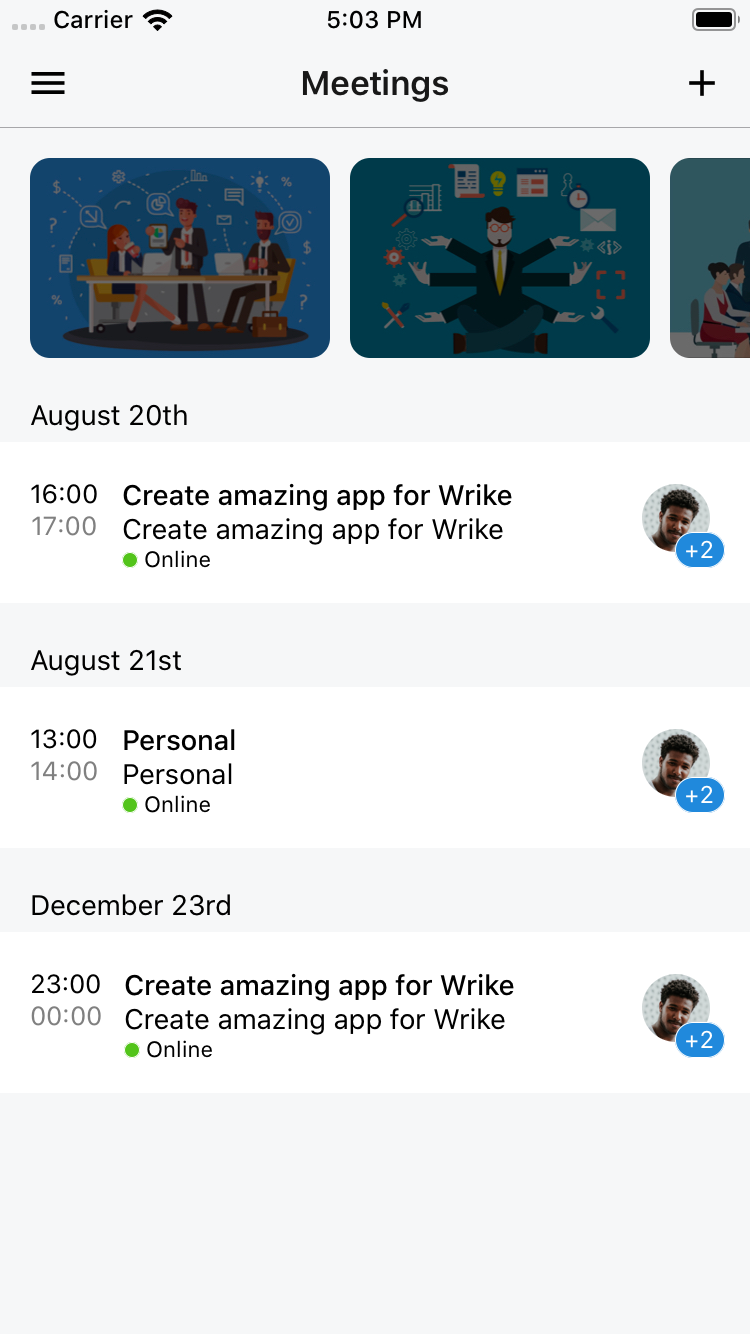 Carrier 5:03 PM
Meetings
August 20th
16:00 Create amazing app for Wrike
17:00 Create amazing app for Wrike
Online
+2
August 21st
13:00 Personal
14:00 Personal
Online
+2
December 23rd
23:00 Create amazing app for Wrike
00:00 Create amazing app for Wrike
Online
+2